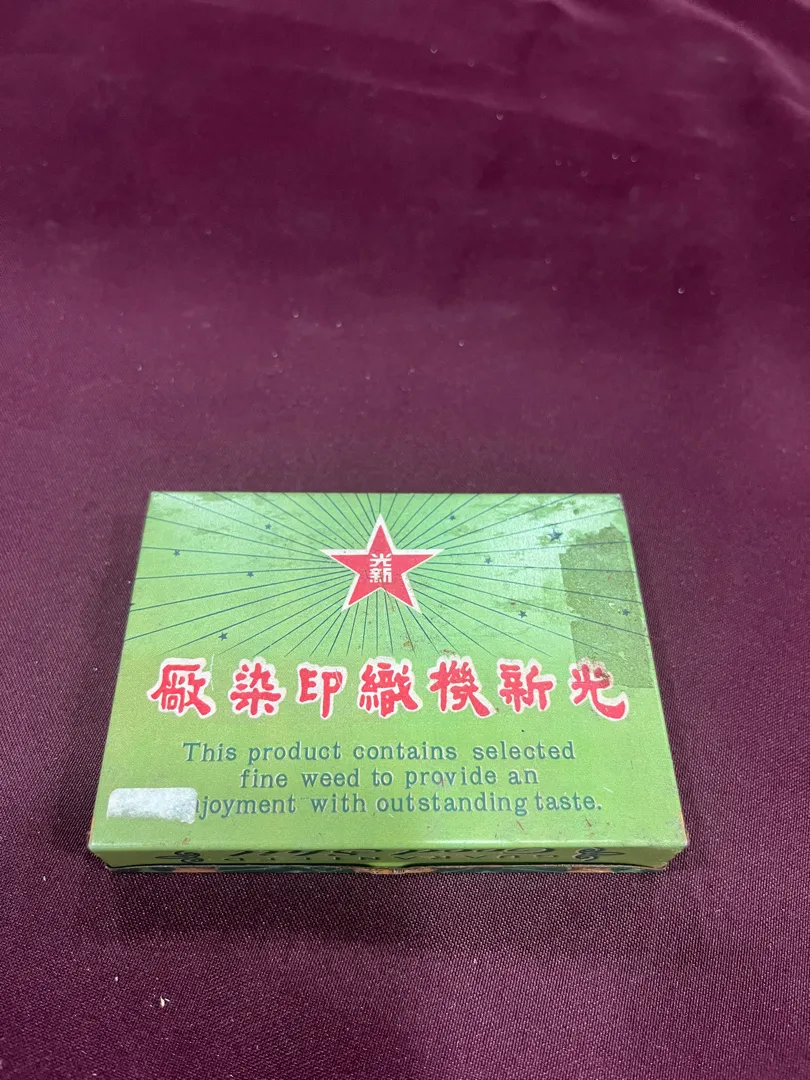 光
新
光新機織印染廠
This product contains selected
fine weed to provide an
joyment with outstanding taste.